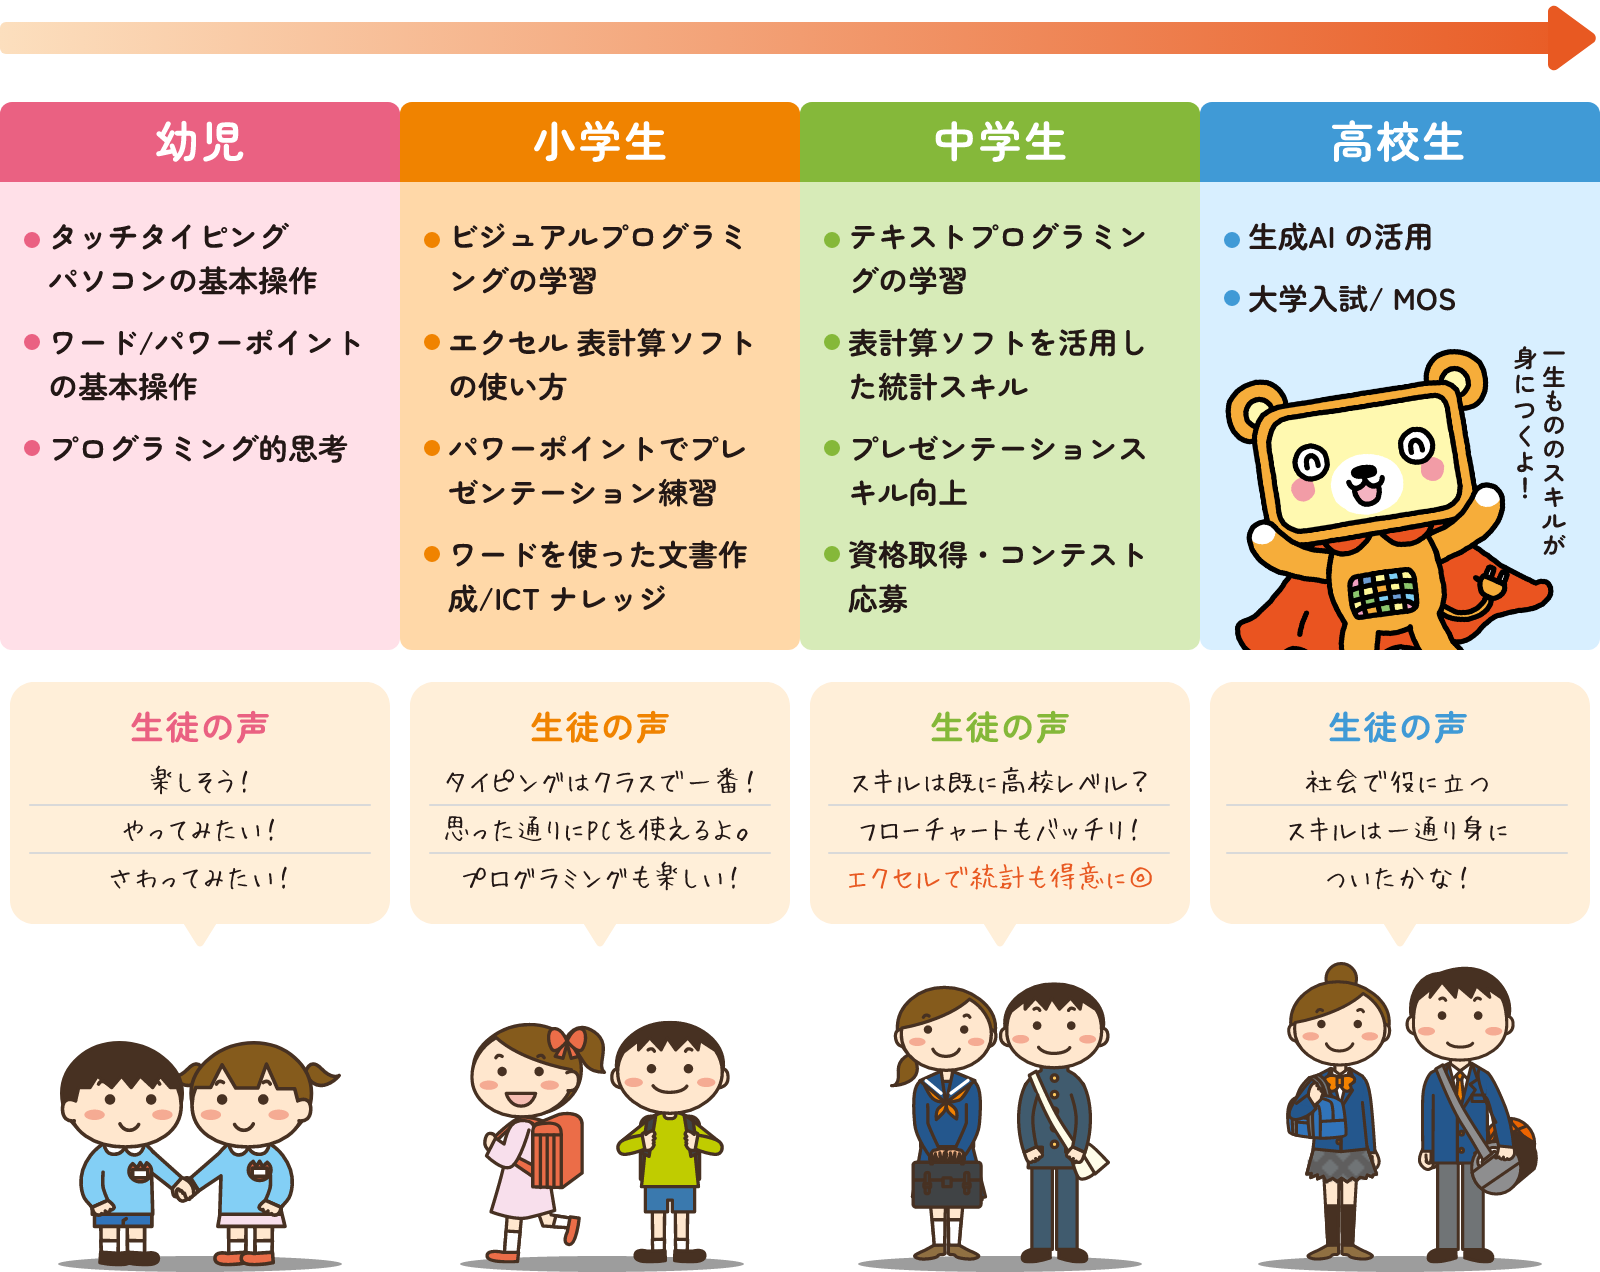 幼児
タッチタイピング
パソコンの基本操作
ワード/パワーポイント
の基本操作
プログラミング的思考
小学生
ビジュアルプログラミ
ングの学習
エクセル 表計算ソフト
の使い方
パワーポイントでプレ
ゼンテーション練習
ワードを使った文書作
成/ICT ナレッジ
中学生
テキストプログラミン
グの学習
表計算ソフトを活用し
た統計スキル
プレゼンテーションス
キル向上
資格取得・コンテスト
応募
高校生
生成AI の活用
大学入試/ MOS
一生もののスキルが
身につくよ！
生徒の声
楽しそう！
やってみたい！
さわってみたい！
生徒の声
タイピングはクラスで一番！
思った通りにPCを使えるよ。
プログラミングも楽しい！
生徒の声
スキルは既に高校レベル？
フローチャートもバッチリ！
エクセルで統計も得意に◎
生徒の声
社会で役に立つ
スキルは一通り身に
ついたかな！